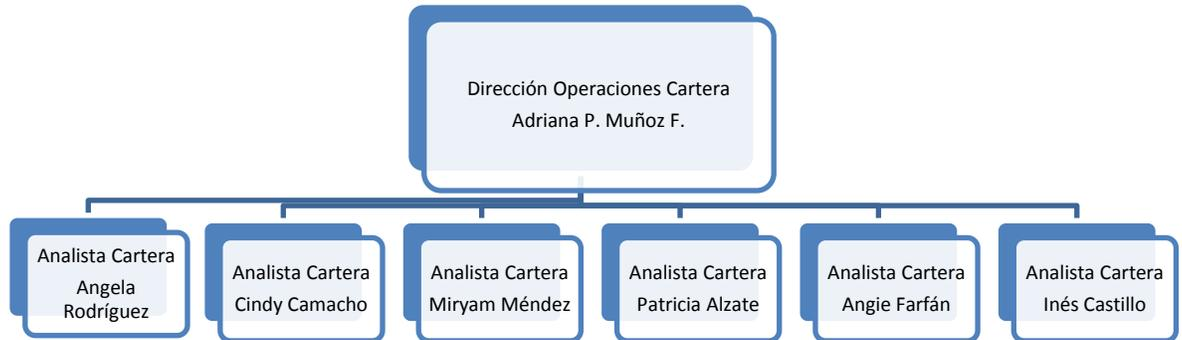 Dirección Operaciones Cartera
Adriana P. Muñoz F.
Analista Cartera
Angela
Rodríguez
Analista Cartera
Cindy Camacho
Analista Cartera
Miryam Méndez
Analista Cartera
Patricia Alzate
Analista Cartera
Angie Farfán
Analista Cartera
Inés Castillo